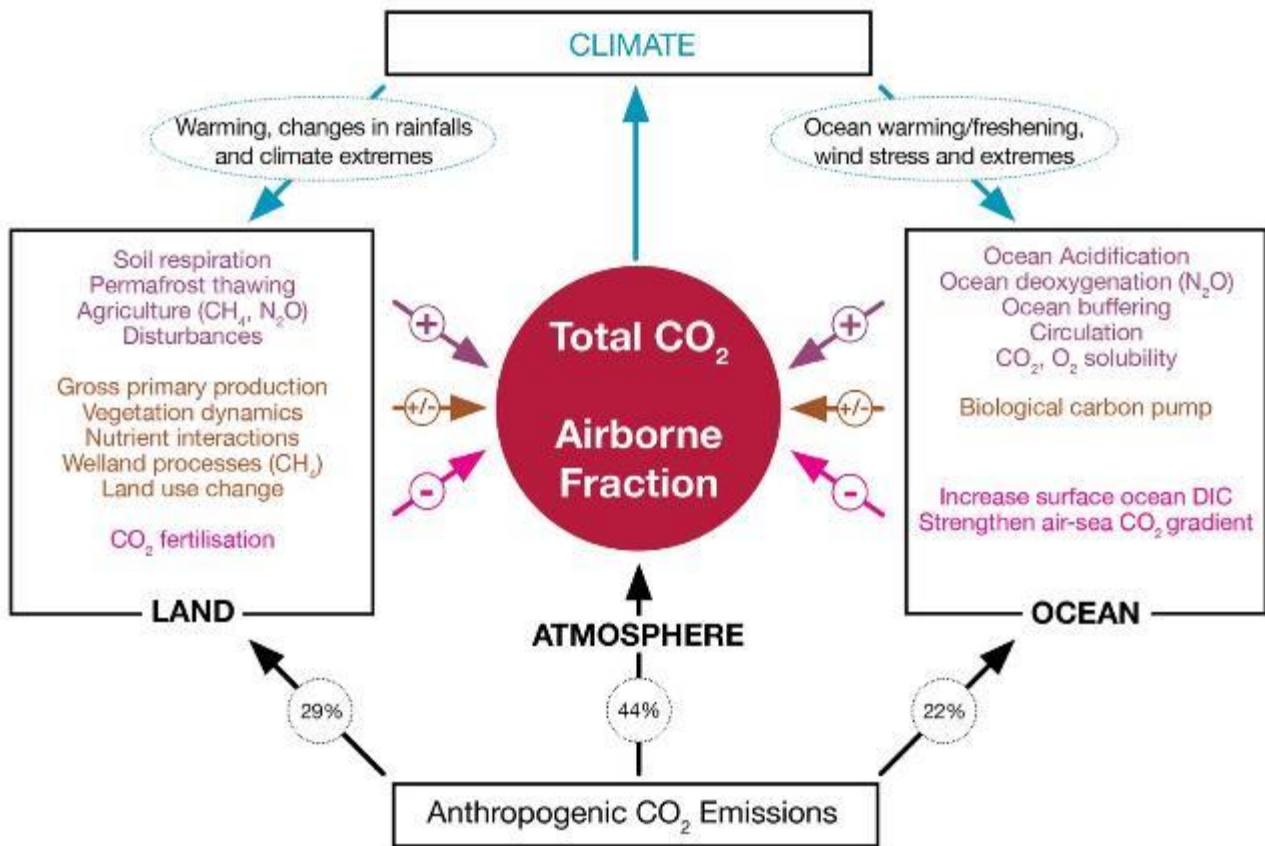 CLIMATE
Warming, changes in rainfalls
and climate extremes
Ocean warming/freshening,
wind stress and extremes
Soil respiration
Permafrost thawing
Agriculture (CH₄, N₂O)
Disturbances
Gross primary production
Vegetation dynamics
Nutrient interactions
Welland processes (CH₄)
Land use change
CO₂ fertilisation
LAND
+
+/-
-
Total CO₂
Airborne
Fraction
+
+/-
-
Ocean Acidification
Ocean deoxygenation (N₂O)
Ocean buffering
Circulation
CO₂, O₂ solubility
Biological carbon pump
Increase surface ocean DIC
Strengthen air-sea CO₂ gradient
OCEAN
ATMOSPHERE
29%
44%
22%
Anthropogenic CO₂ Emissions